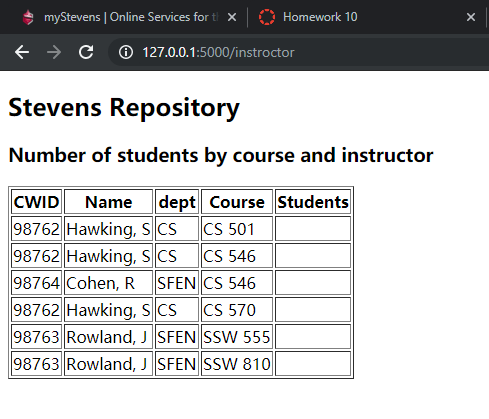 myStevens | Online Services for th
Homework 10
127.0.0.1:5000/instroctor
Stevens Repository
Number of students by course and instructor
CWID Name dept Course Students
98762 Hawking, S CS CS 501
98762 Hawking, S CS CS 546
98764 Cohen, R SFEN CS 546
98762 Hawking, S CS CS 570
98763 Rowland, J SFEN SSW 555
98763 Rowland, J SFEN SSW 810